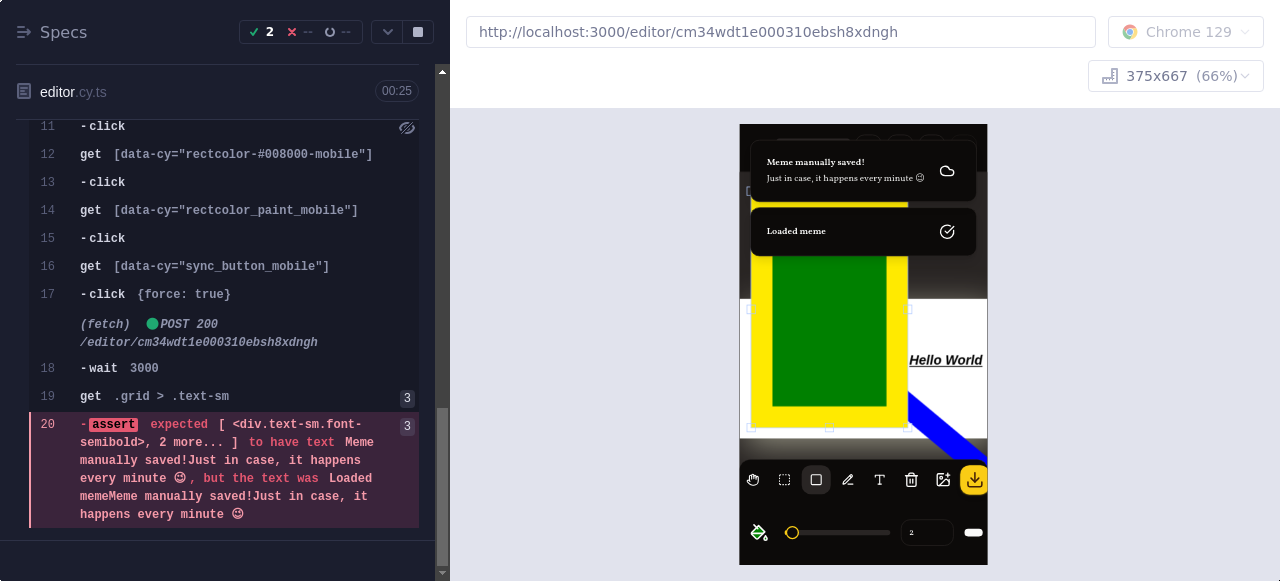 Specs
2
--
--
http://localhost:3000/editor/cm34wdt1e000310ebsh8xdngh
Chrome 129
375x667 (66%)
editor.cy.ts
00:25
11 -click
12 get [data-cy="rectcolor-#008000-mobile"]
13 -click
14 get [data-cy="rectcolor_paint_mobile"]
15 -click
16 get [data-cy="sync_button_mobile"]
17 -click {force: true}
(fetch) POST 200
/editor/cm34wdt1e000310ebsh8xdngh
18 -wait 3000
19 get .grid > .text-sm 3
20 -assert expected [ <div.text-sm.font- 3
semibold>, 2 more... ] to have text Meme
manually saved!Just in case, it happens
every minute 😉, but the text was Loaded
memeMeme manually saved!Just in case, it
happens every minute 😉
Meme manually saved!
Just in case, it happens every minute 😉
Loaded meme
Hello World
T
2